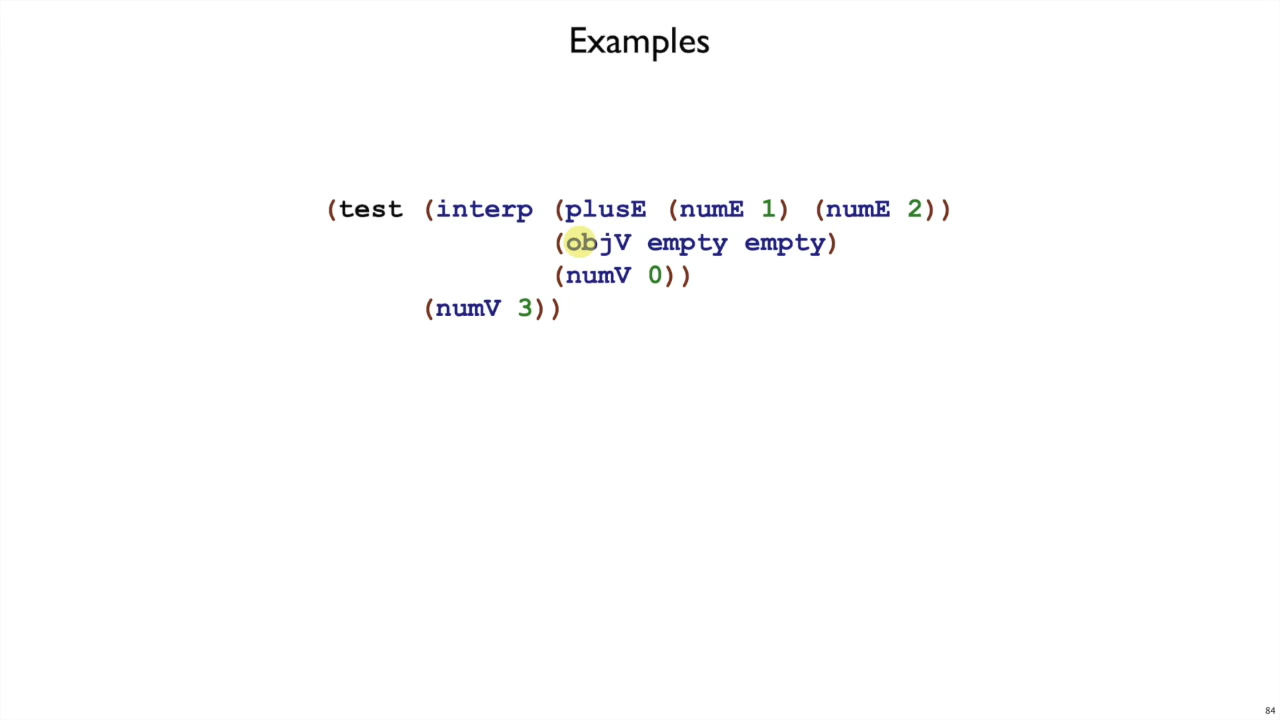 Examples
(test (interp (plusE (numE 1) (numE 2))
(objV empty empty)
(numV 0))
(numV 3))
84